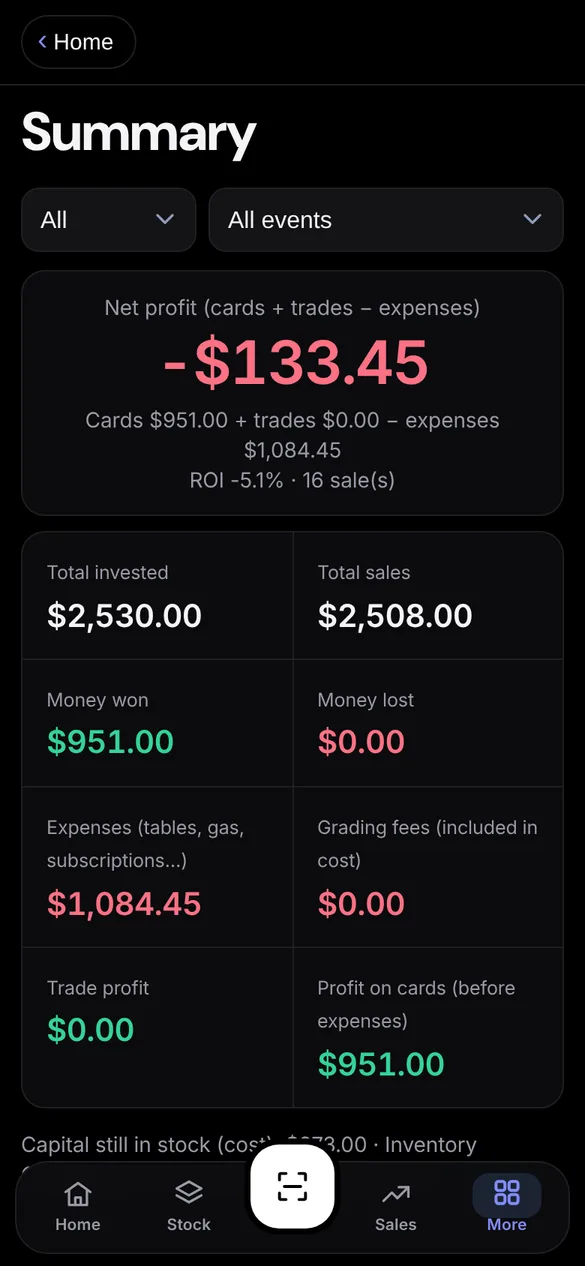 Home
Summary
All
All events
Net profit (cards + trades − expenses)
-$133.45
Cards $951.00 + trades $0.00 − expenses
$1,084.45
ROI -5.1% · 16 sale(s)
Total invested
$2,530.00
Total sales
$2,508.00
Money won
$951.00
Money lost
$0.00
Expenses (tables, gas,
subscriptions...)
$1,084.45
Grading fees (included in
cost)
$0.00
Trade profit
$0.00
Profit on cards (before
expenses)
$951.00
Capital still in stock (cost) 73.00 · Inventory
Home
Stock
Sales
More